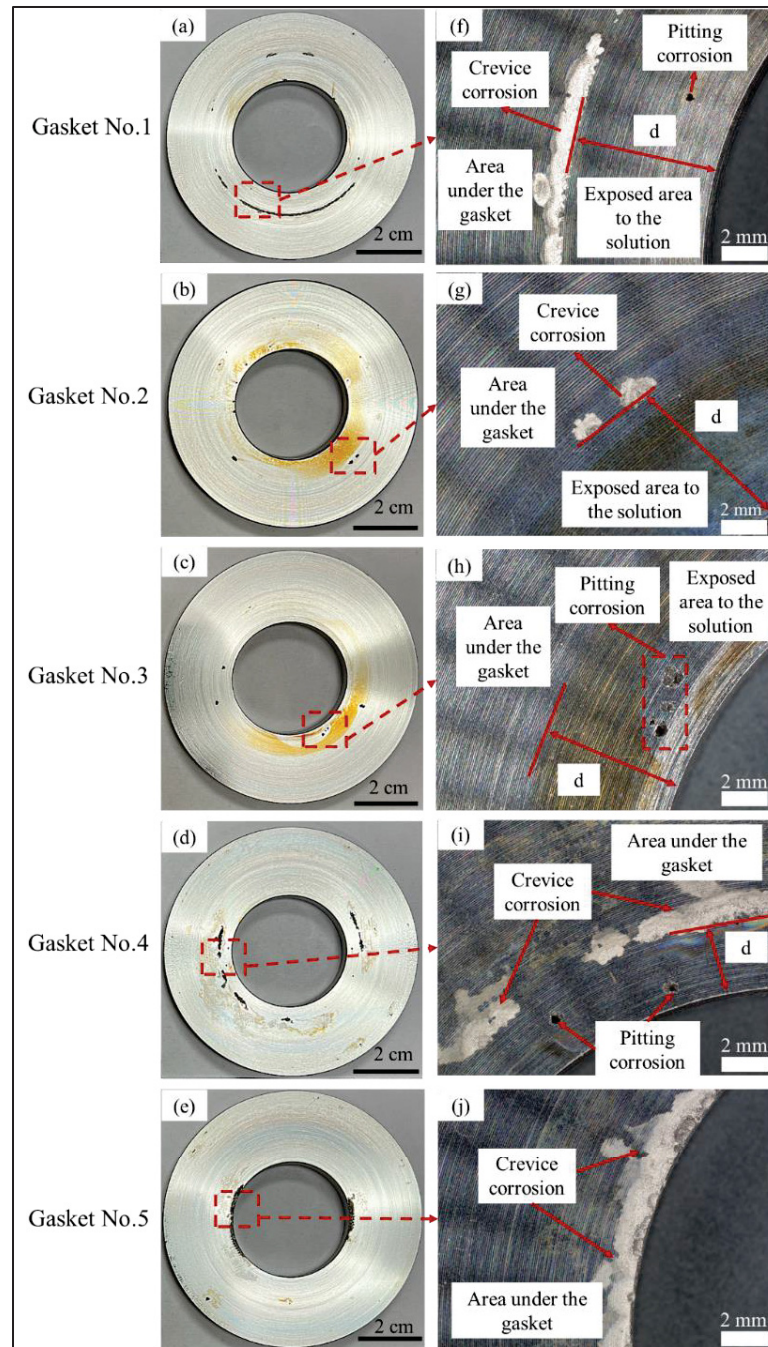 (a)
(f)
Pitting
corrosion
Crevice
corrosion
Gasket No.1
d
Area
under the
gasket
Exposed area
to the
solution
2 cm
2 mm
(b)
(g)
Crevice
corrosion
Gasket No.2
Area
under the
gasket
d
Exposed area to
the solution
2 cm
2 mm
(c)
(h)
Pitting
corrosion
Exposed
area to the
solution
Area
under the
gasket
Gasket No.3
d
2 cm
2 mm
(d)
(i)
Area under the
gasket
Crevice
corrosion
Gasket No.4
d
Pitting
corrosion
2 cm
2 mm
(e)
(j)
Crevice
corrosion
Gasket No.5
Area
under the
gasket
2 cm
2 mm